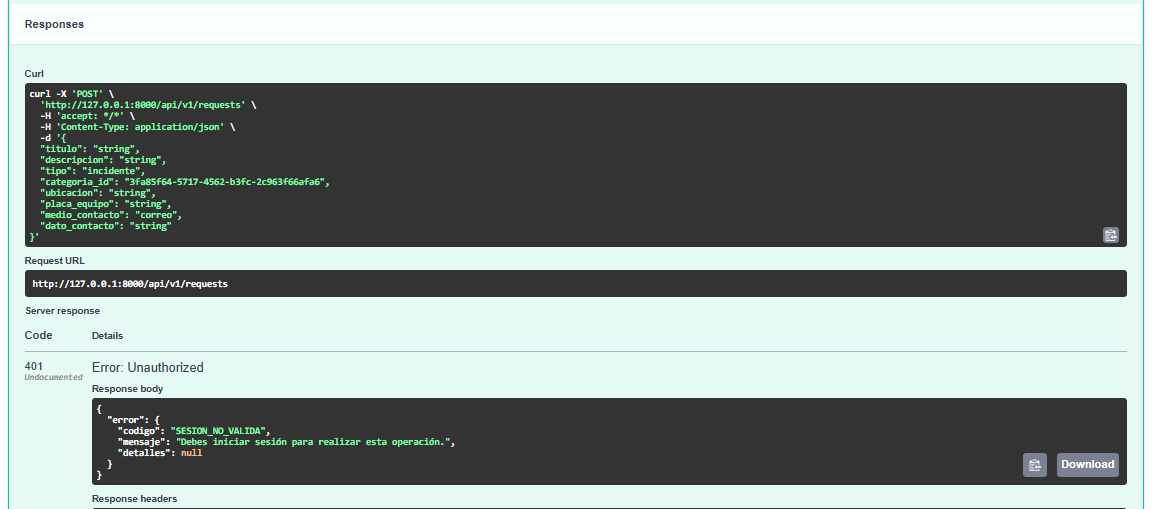 Responses
Curl
curl -X 'POST' \
  'http://127.0.0.1:8000/api/v1/requests' \
  -H 'accept: */*' \
  -H 'Content-Type: application/json' \
  -d '{
  "titulo": "string",
  "descripcion": "string",
  "tipo": "incidente",
  "categoria_id": "3fa85f64-5717-4562-b3fc-2c963f66afa6",
  "ubicacion": "string",
  "placa_equipo": "string",
  "medio_contacto": "correo",
  "dato_contacto": "string"
}'
Request URL
http://127.0.0.1:8000/api/v1/requests
Server response
Code Details
401 Error: Unauthorized
Undocumented
Response body
{
  "error": {
    "codigo": "SESION_NO_VALIDA",
    "mensaje": "Debes iniciar sesión para realizar esta operación.",
    "detalles": null
  }
}
Download
Response headers